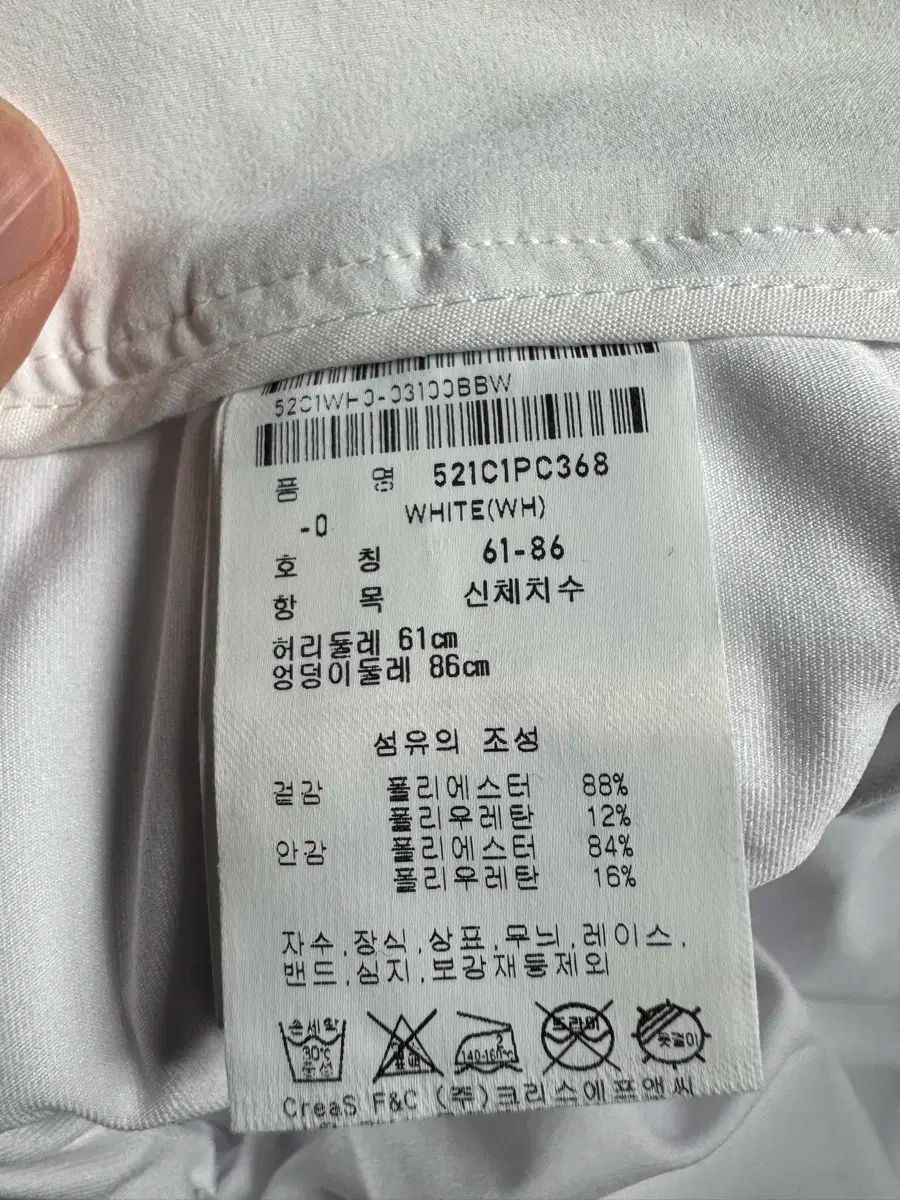 품 명 521C1PC368
-0 WHITE(WH)
호 칭 61-86
항 목 신체치수
허리둘레 61cm
엉덩이둘레 86cm
섬유의 조성
겉감 폴리에스터 88%
폴리우레탄 12%
안감 폴리에스터 84%
폴리우레탄 16%
자수,장식,상표,무늬,레이스,
밴드,심지,보강재등제외
손세탁 드라이
30℃ 표백 2 옷걸이
중성 140-160℃
CreaS F&C (주)크리스에프앤씨